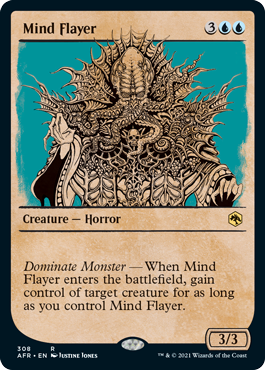 Mind Flayer 3
Creature — Horror
Dominate Monster — When Mind
Flayer enters the battlefield, gain
control of target creature for as long
as you control Mind Flayer.
3/3
308 R
AFR • EN Justine Jones
™ & © 2021 Wizards of the Coast